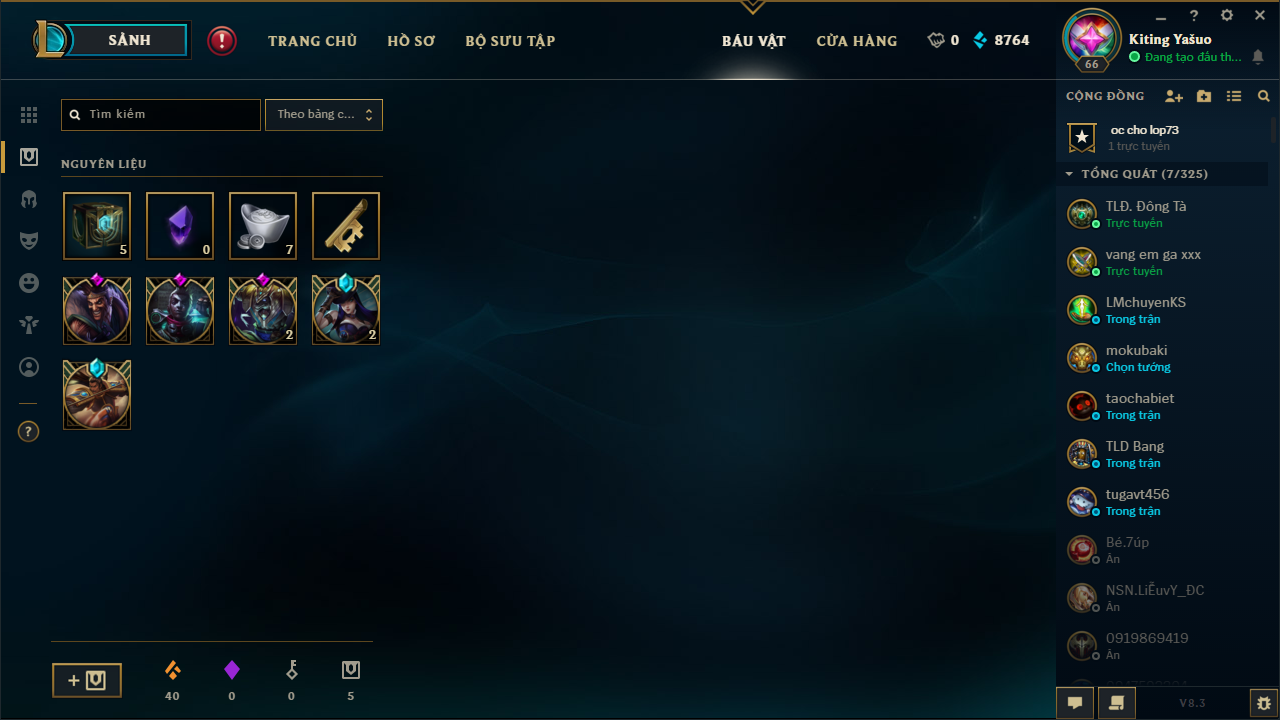 SẢNH
TRANG CHỦ
HỒ SƠ
BỘ SƯU TẬP
BÁU VẬT
CỬA HÀNG
0
8764
66
Kiting Yašuo
Đang tạo đấu th...
CỘNG ĐỒNG
oc cho lop73
1 trực tuyến
TỔNG QUÁT (7/325)
TLĐ. Đông Tà
Trực tuyến
vang em ga xxx
Trực tuyến
LMchuyenKS
Trong trận
mokubaki
Chọn tướng
taochabiet
Trong trận
TLD Bang
Trong trận
tugavt456
Trong trận
Bé.7úp
Ẩn
NSN.LiỄuvY_ĐC
Ẩn
0919869419
Ẩn
V8.3
Tìm kiếm
Theo bảng c...
NGUYÊN LIỆU
5
0
7
2
2
?
40
0
0
5